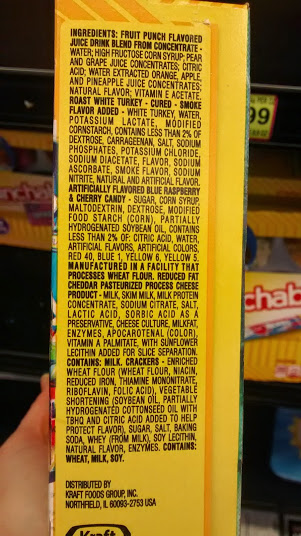 INGREDIENTS: FRUIT PUNCH FLAVORED
JUICE DRINK BLEND FROM CONCENTRATE -
WATER; HIGH FRUCTOSE CORN SYRUP; PEAR
AND GRAPE JUICE CONCENTRATES; CITRIC
ACID; WATER EXTRACTED ORANGE, APPLE,
AND PINEAPPLE JUICE CONCENTRATES;
NATURAL FLAVOR; VITAMIN E ACETATE.
ROAST WHITE TURKEY - CURED - SMOKE
FLAVOR ADDED - WHITE TURKEY, WATER,
POTASSIUM LACTATE, MODIFIED
CORNSTARCH, CONTAINS LESS THAN 2% OF
DEXTROSE, CARRAGEENAN, SALT, SODIUM
PHOSPHATES, POTASSIUM CHLORIDE,
SODIUM DIACETATE, FLAVOR, SODIUM
ASCORBATE, SMOKE FLAVOR, SODIUM
NITRITE, NATURAL AND ARTIFICIAL FLAVOR.
ARTIFICIALLY FLAVORED BLUE RASPBERRY
& CHERRY CANDY - SUGAR, CORN SYRUP,
MALTODEXTRIN, DEXTROSE, MODIFIED
FOOD STARCH (CORN), PARTIALLY
HYDROGENATED SOYBEAN OIL, CONTAINS
LESS THAN 2% OF: CITRIC ACID, WATER,
ARTIFICIAL FLAVORS, ARTIFICIAL COLORS,
RED 40, BLUE 1, YELLOW 6, YELLOW 5.
MANUFACTURED IN A FACILITY THAT
PROCESSES WHEAT FLOUR. REDUCED FAT
CHEDDAR PASTEURIZED PROCESS CHEESE
PRODUCT - MILK, SKIM MILK, MILK PROTEIN
CONCENTRATE, SODIUM CITRATE, SALT,
LACTIC ACID, SORBIC ACID AS A
PRESERVATIVE, CHEESE CULTURE, MILKFAT,
ENZYMES, APOCAROTENAL (COLOR),
VITAMIN A PALMITATE, WITH SUNFLOWER
LECITHIN ADDED FOR SLICE SEPARATION.
CONTAINS: MILK. CRACKERS - ENRICHED
WHEAT FLOUR (WHEAT FLOUR, NIACIN,
REDUCED IRON, THIAMINE MONONITRATE,
RIBOFLAVIN, FOLIC ACID), VEGETABLE
SHORTENING (SOYBEAN OIL, PARTIALLY
HYDROGENATED COTTONSEED OIL WITH
TBHQ AND CITRIC ACID ADDED TO HELP
PROTECT FLAVOR), SUGAR, SALT, BAKING
SODA, WHEY (FROM MILK), SOY LECITHIN,
NATURAL FLAVOR, ENZYMES. CONTAINS:
WHEAT, MILK, SOY.
DISTRIBUTED BY
KRAFT FOODS GROUP, INC.
NORTHFIELD, IL 60093-2753 USA
Kraft
99
chab